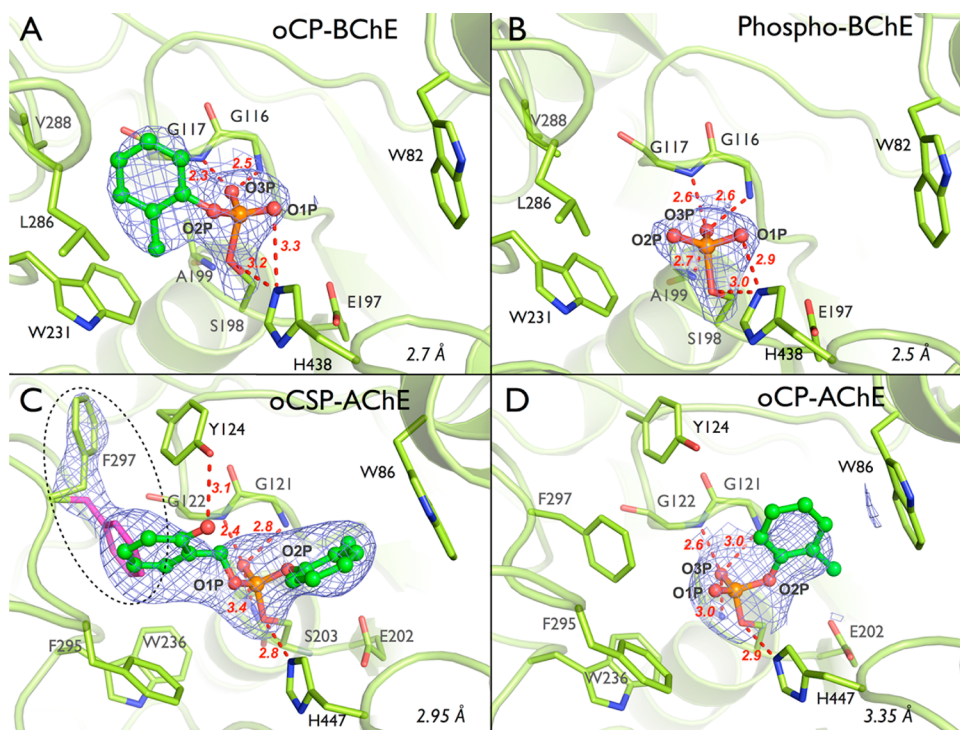 A
oCP-BChE
V288
G117
G116
W82
2.5
2.3
O3P
O1P
L286
O2P
3.3
3.2
A199
E197
S198
W231
H438
2.7 Å
B
Phospho-BChE
V288
G117
G116
W82
2.6
2.6
L286
O3P
O2P
O1P
2.7
2.9
A199
3.0
E197
W231
S198
H438
2.5 Å
C
oCSP-AChE
Y124
F297
W86
3.1
G122
G121
2.4
2.8
O2P
O1P
3.4
F295
W236
S203
E202
2.8
H447
2.95 Å
D
oCP-AChE
Y124
W86
F297
G122
G121
2.6
3.0
O3P
O1P
O2P
3.0
F295
E202
W236
2.9
H447
3.35 Å